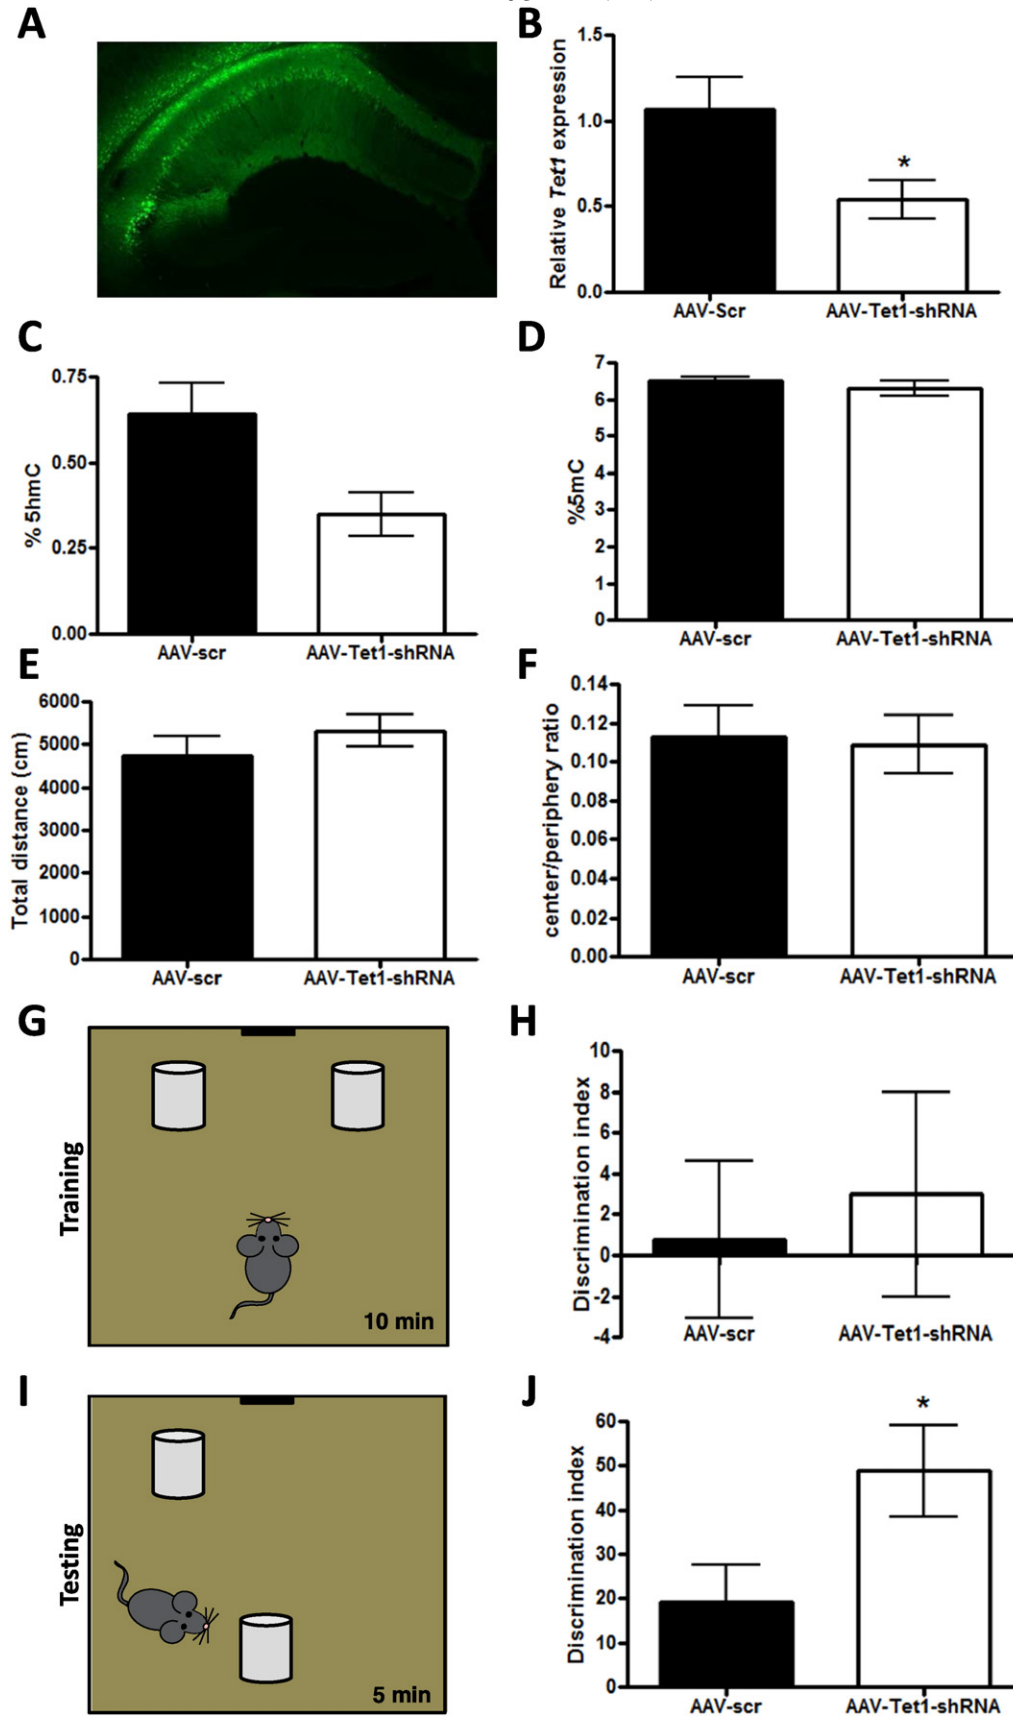 A
B
1.5
1.0
0.5
0.0
Relative Tet1 expression
*
AAV-Scr
AAV-Tet1-shRNA
C
0.75
0.50
0.25
0.00
% 5hmC
AAV-scr
AAV-Tet1-shRNA
D
7
6
5
4
3
2
1
0
%5mC
AAV-scr
AAV-Tet1-shRNA
E
6000
5000
4000
3000
2000
1000
0
Total distance (cm)
AAV-scr
AAV-Tet1-shRNA
F
0.14
0.12
0.10
0.08
0.06
0.04
0.02
0.00
center/periphery ratio
AAV-scr
AAV-Tet1-shRNA
G
Training
10 min
H
10
8
6
4
2
0
-2
-4
Discrimination index
AAV-scr
AAV-Tet1-shRNA
I
Testing
5 min
J
*
60
50
40
30
20
10
0
Discrimination index
AAV-scr
AAV-Tet1-shRNA